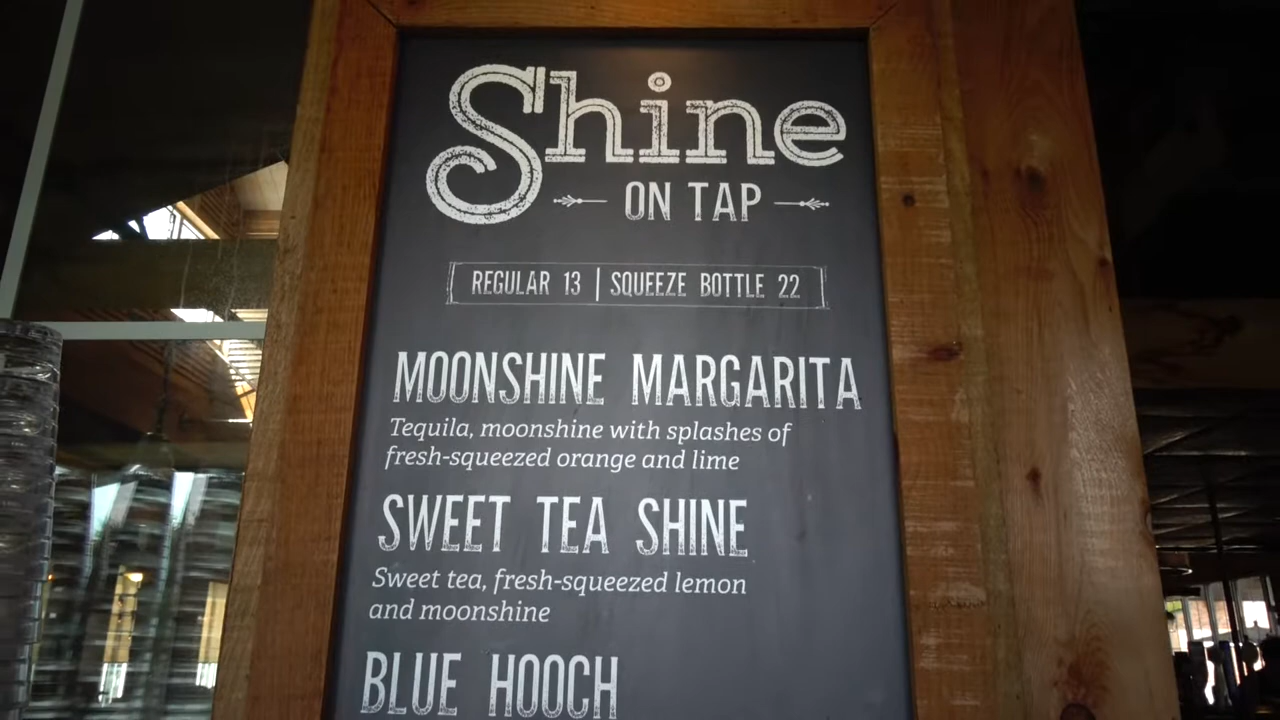 Shine
ON TAP
REGULAR 13 | SQUEEZE BOTTLE 22
MOONSHINE MARGARITA
Tequila, moonshine with splashes of
fresh-squeezed orange and lime
SWEET TEA SHINE
Sweet tea, fresh-squeezed lemon
and moonshine
BLUE HOOCH